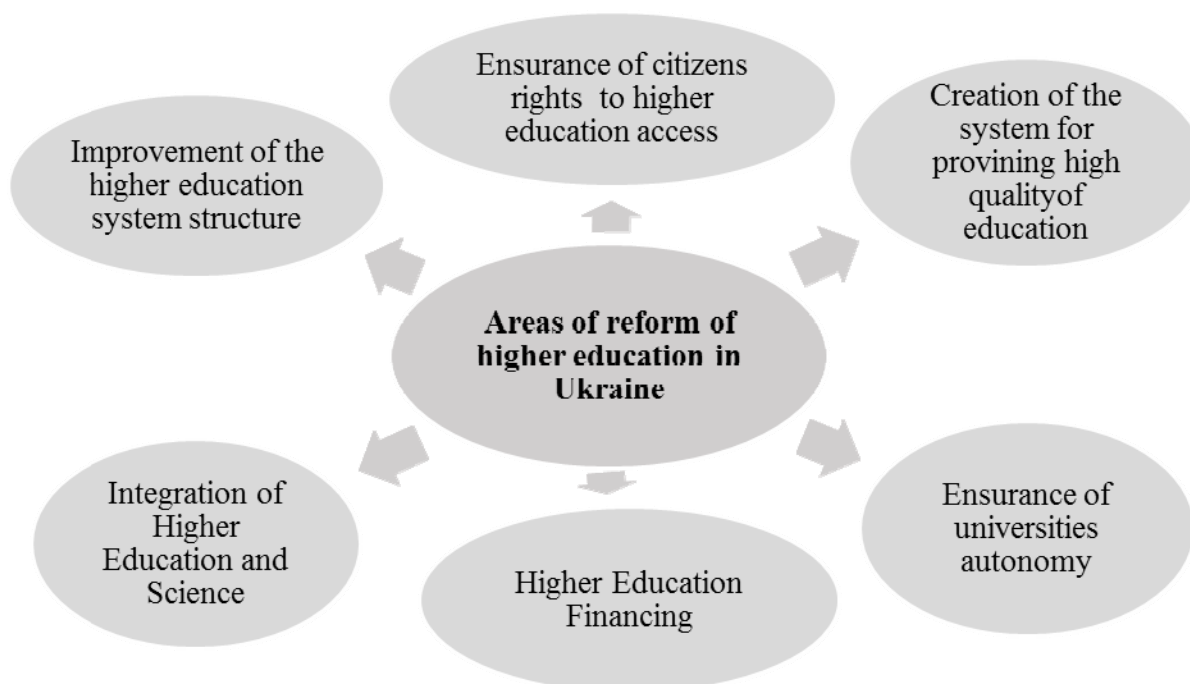 Ensurance of citizens
rights to higher
education access
Creation of the
system for
provining high
qualityof
education
Improvement of the
higher education
system structure
Areas of reform of
higher education in
Ukraine
Integration of
Higher
Education and
Science
Higher Education
Financing
Ensurance of
universities
autonomy